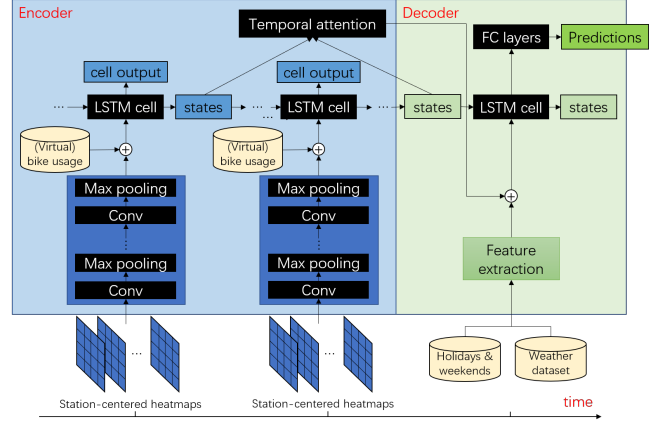 Encoder
Decoder
Temporal attention
FC layers
Predictions
cell output
cell output
...
LSTM cell
states
... ...
...
LSTM cell
...
states
LSTM cell
states
(Virtual)
bike usage
(Virtual)
bike usage
Max pooling
Conv
...
Max pooling
Conv
Max pooling
Conv
...
Max pooling
Conv
Feature
extraction
...
...
Holidays &
weekends
Weather
dataset
Station-centered heatmaps
Station-centered heatmaps
time